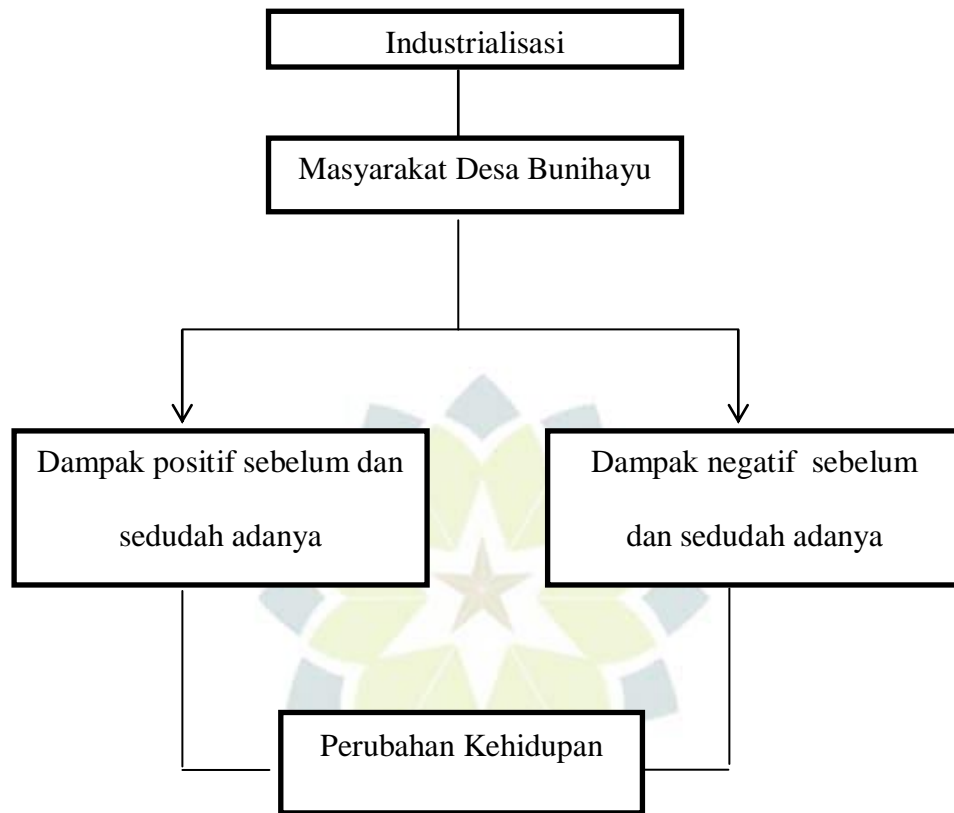 Industrialisasi
Masyarakat Desa Bunihayu
Dampak positif sebelum dan
sedudah adanya
Dampak negatif sebelum
dan sedudah adanya
Perubahan Kehidupan